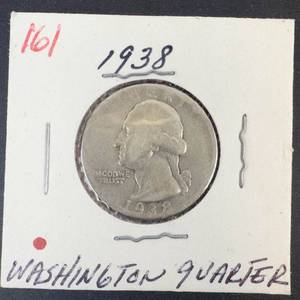 161
1938
LIBERTY
IN GOD WE
TRUST
1938
WASHINGTON QUARTER